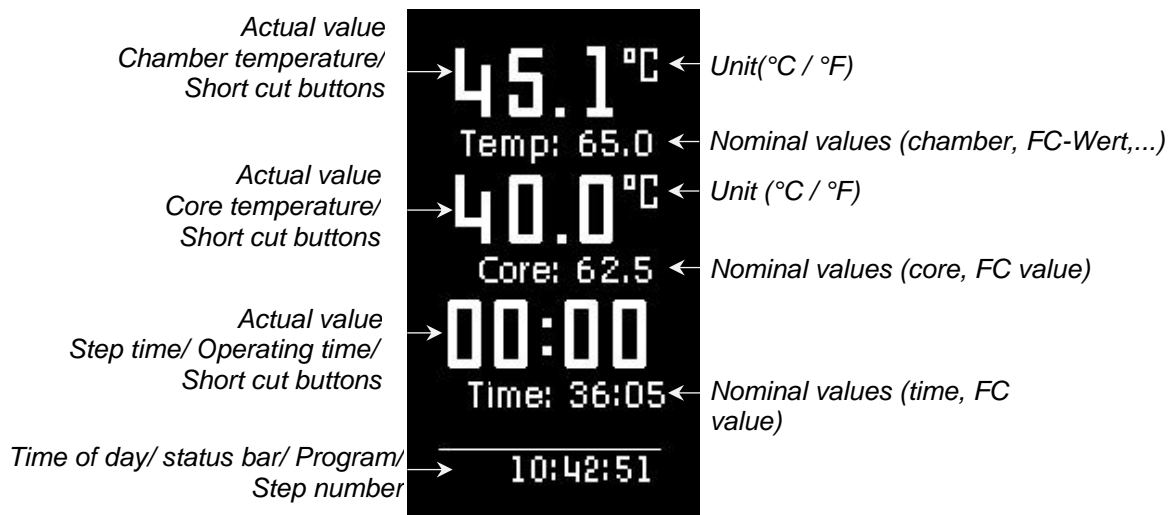 Actual value
Chamber temperature/
Short cut buttons
45.1°C
Unit(°C / °F)
Temp: 65.0
Nominal values (chamber, FC-Wert,...)
Actual value
Core temperature/
Short cut buttons
40.0°C
Unit (°C / °F)
Core: 62.5
Nominal values (core, FC value)
Actual value
Step time/ Operating time/
Short cut buttons
00:00
Time: 36:05
Nominal values (time, FC
value)
Time of day/ status bar/ Program/
Step number
10:42:51